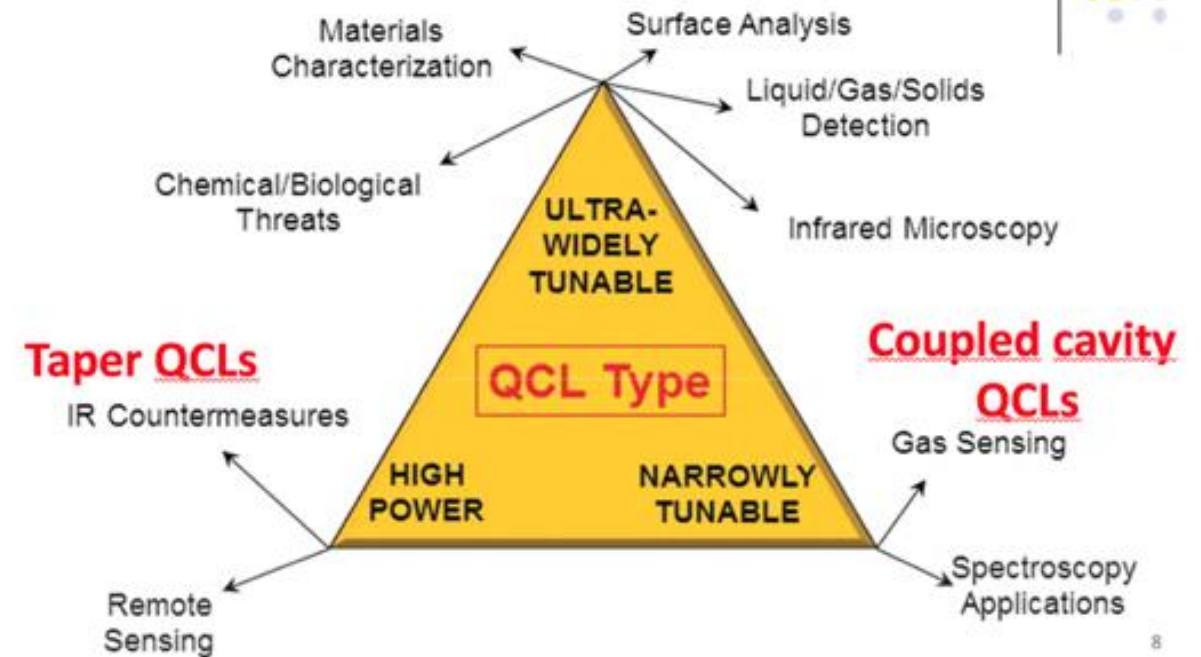 Materials
Characterization
Surface Analysis
Liquid/Gas/Solids
Detection
Chemical/Biological
Threats
Infrared Microscopy
ULTRA-
WIDELY
TUNABLE
Taper QCLs
IR Countermeasures
QCL Type
Coupled cavity
QCLs
Gas Sensing
HIGH
POWER
NARROWLY
TUNABLE
Remote
Sensing
Spectroscopy
Applications
8